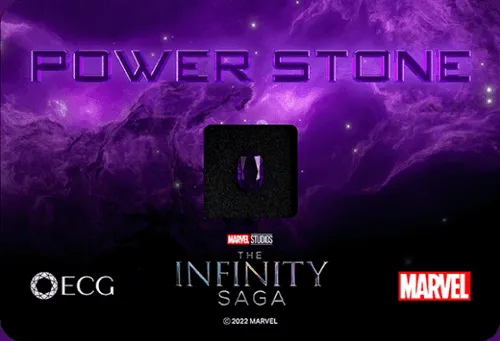 POWER STONE
MARVEL STUDIOS
THE
INFINITY
SAGA
ECG
MARVEL
© 2022 MARVEL